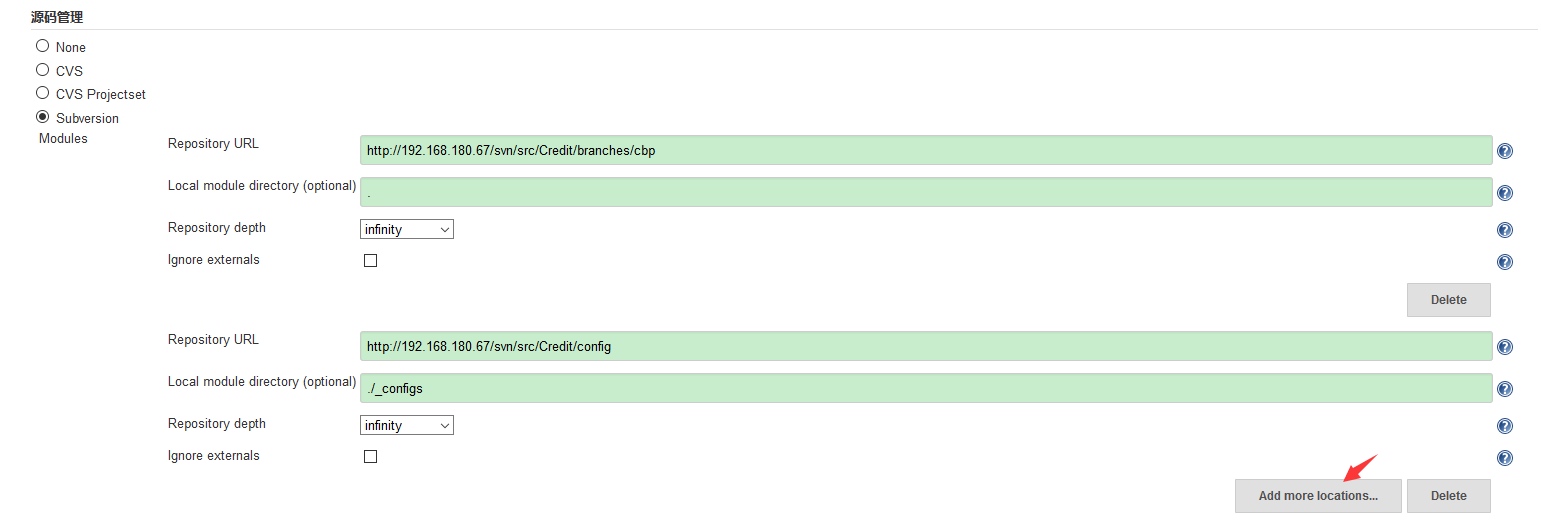 源码管理
None
CVS
CVS Projectset
Subversion
Modules
Repository URL
http://192.168.180.67/svn/src/Credit/branches/cbp
Local module directory (optional)
.
Repository depth
infinity
Ignore externals
Delete
Repository URL
http://192.168.180.67/svn/src/Credit/config
Local module directory (optional)
./_configs
Repository depth
infinity
Ignore externals
Add more locations... Delete